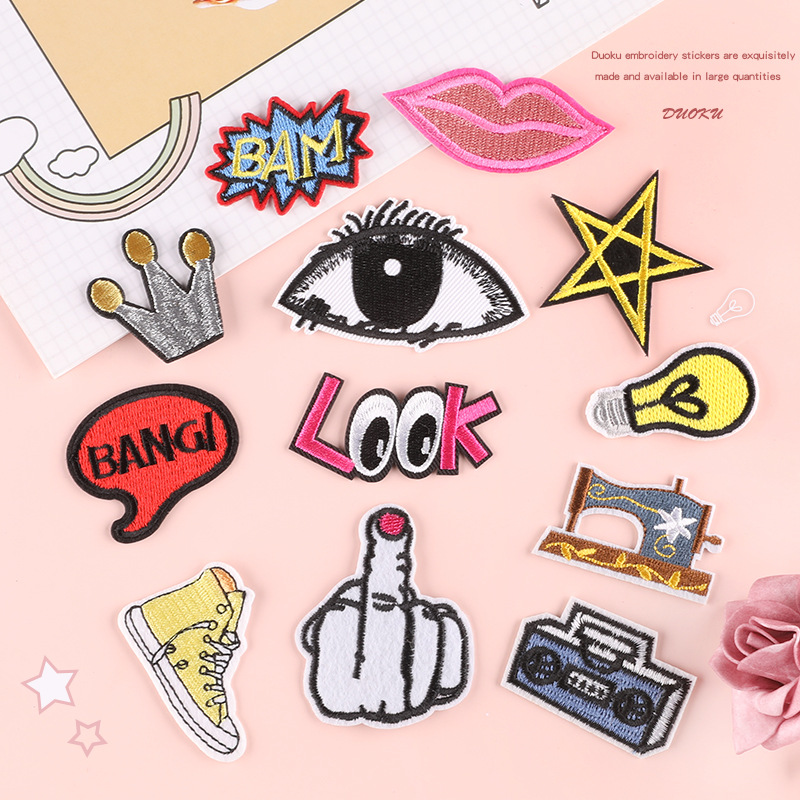 Duoku embroidery stickers are exquisitely
made and available in large quantities
DUOKU
BAM
BANG!
LOOK